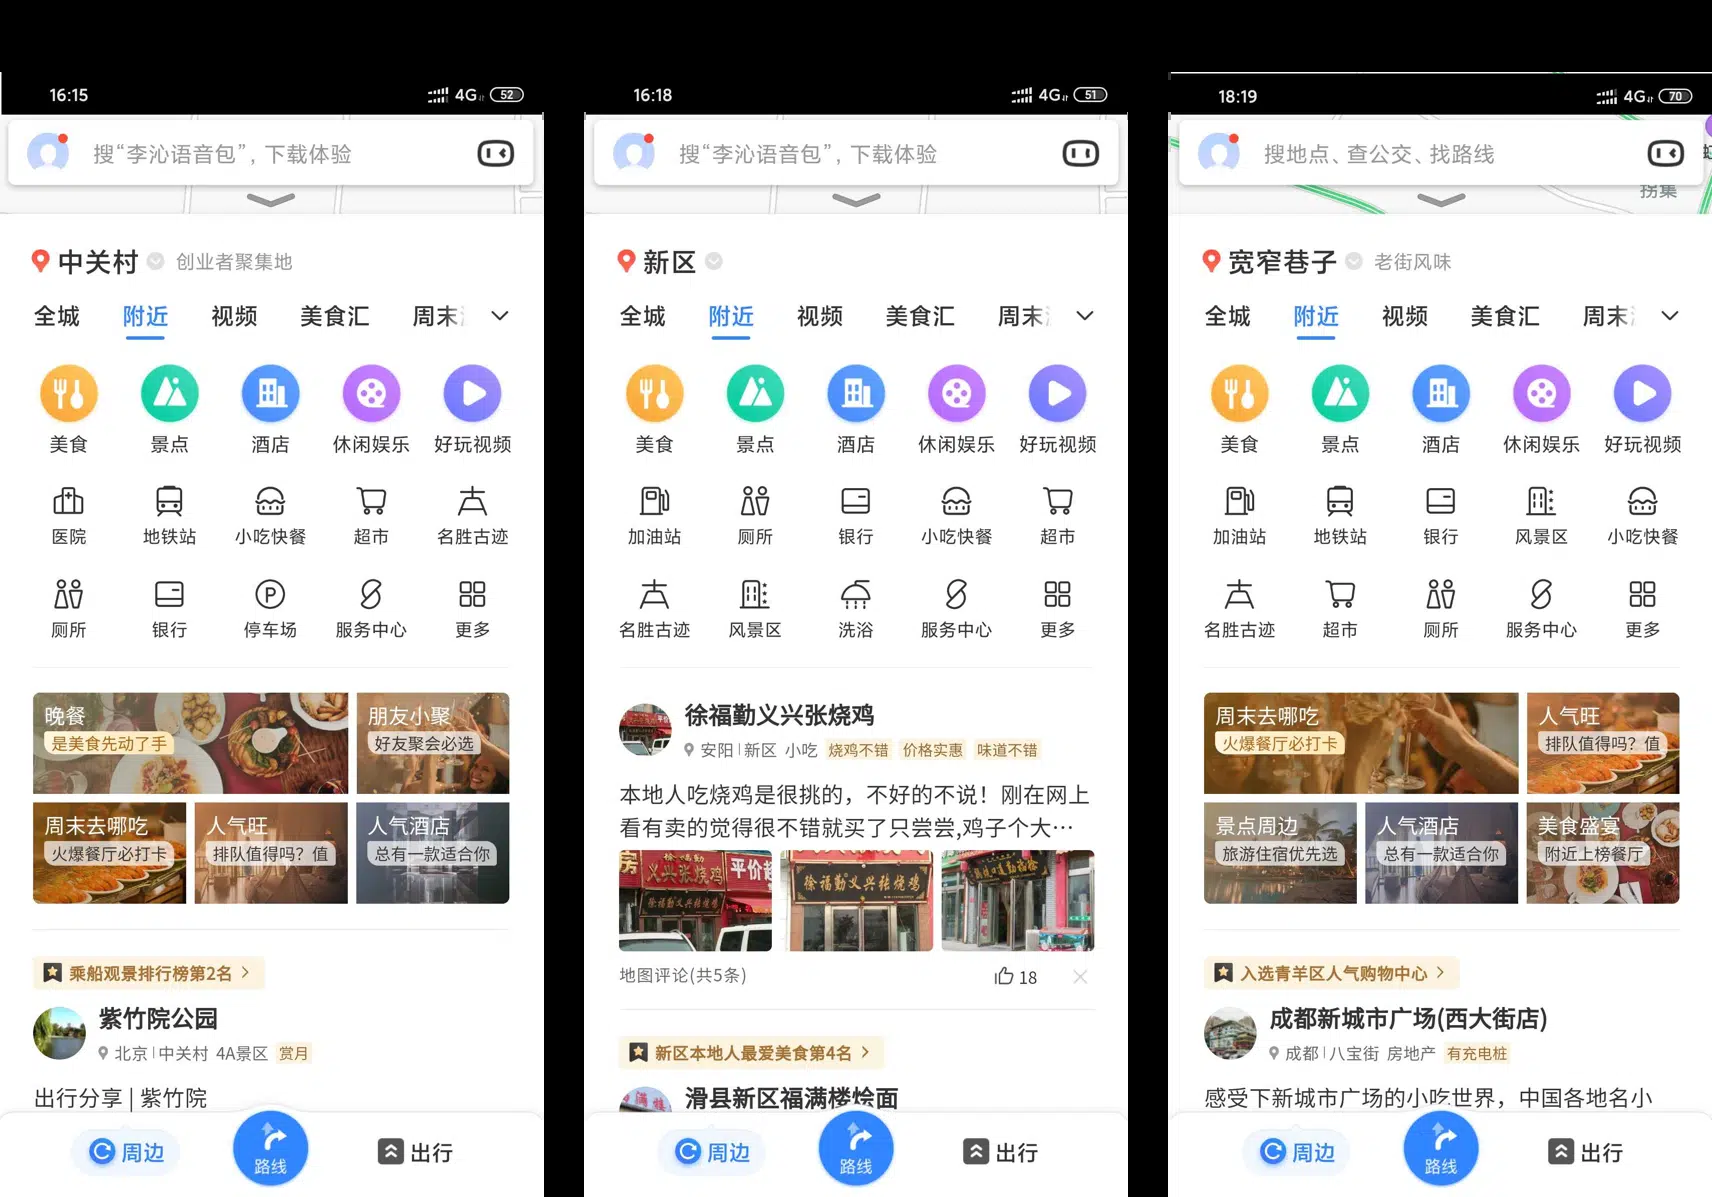 16:15
4G
52
搜“李沁语音包”，下载体验
中关村
创业者聚集地
全城 附近 视频 美食汇 周末
美食 景点 酒店 休闲娱乐 好玩视频
医院 地铁站 小吃快餐 超市 名胜古迹
P
厕所 银行 停车场 服务中心 更多
晚餐
是美食先动了手
朋友小聚
好友聚会必选
周末去哪吃
火爆餐厅必打卡
人气旺
排队值得吗？值
人气酒店
总有一款适合你
乘船观景排行榜第2名
紫竹院公园
北京 中关村 4A景区 赏月
出行分享 | 紫竹院
周边
路线
出行
16:18
4G
51
搜“李沁语音包”，下载体验
新区
全城 附近 视频 美食汇 周末
美食 景点 酒店 休闲娱乐 好玩视频
加油站 厕所 银行 小吃快餐 超市
名胜古迹 风景区 洗浴 服务中心 更多
徐福勤义兴张烧鸡
安阳 新区 小吃 烧鸡不错 价格实惠 味道不错
本地人吃烧鸡是很挑的，不好的不说！刚在网上
看有卖的觉得很不错就买了只尝尝,鸡子个大…
徐福勤
义兴张烧鸡
平价
徐福勤义兴张烧鸡
徐福勤义兴张烧鸡
地图评论(共5条)
18
新区本地人最爱美食第4名
滑县新区福满楼烩面
周边
路线
出行
18:19
4G
70
搜地点、查公交、找路线
拐集
宽窄巷子
老街风味
全城 附近 视频 美食汇 周末
美食 景点 酒店 休闲娱乐 好玩视频
加油站 地铁站 银行 风景区 小吃快餐
名胜古迹 超市 厕所 服务中心 更多
周末去哪吃
火爆餐厅必打卡
人气旺
排队值得吗？值
景点周边
旅游住宿优先选
人气酒店
总有一款适合你
美食盛宴
附近上榜餐厅
入选青羊区人气购物中心
成都新城市广场(西大街店)
成都 八宝街 房地产 有充电桩
感受下新城市广场的小吃世界，中国各地名小
周边
路线
出行